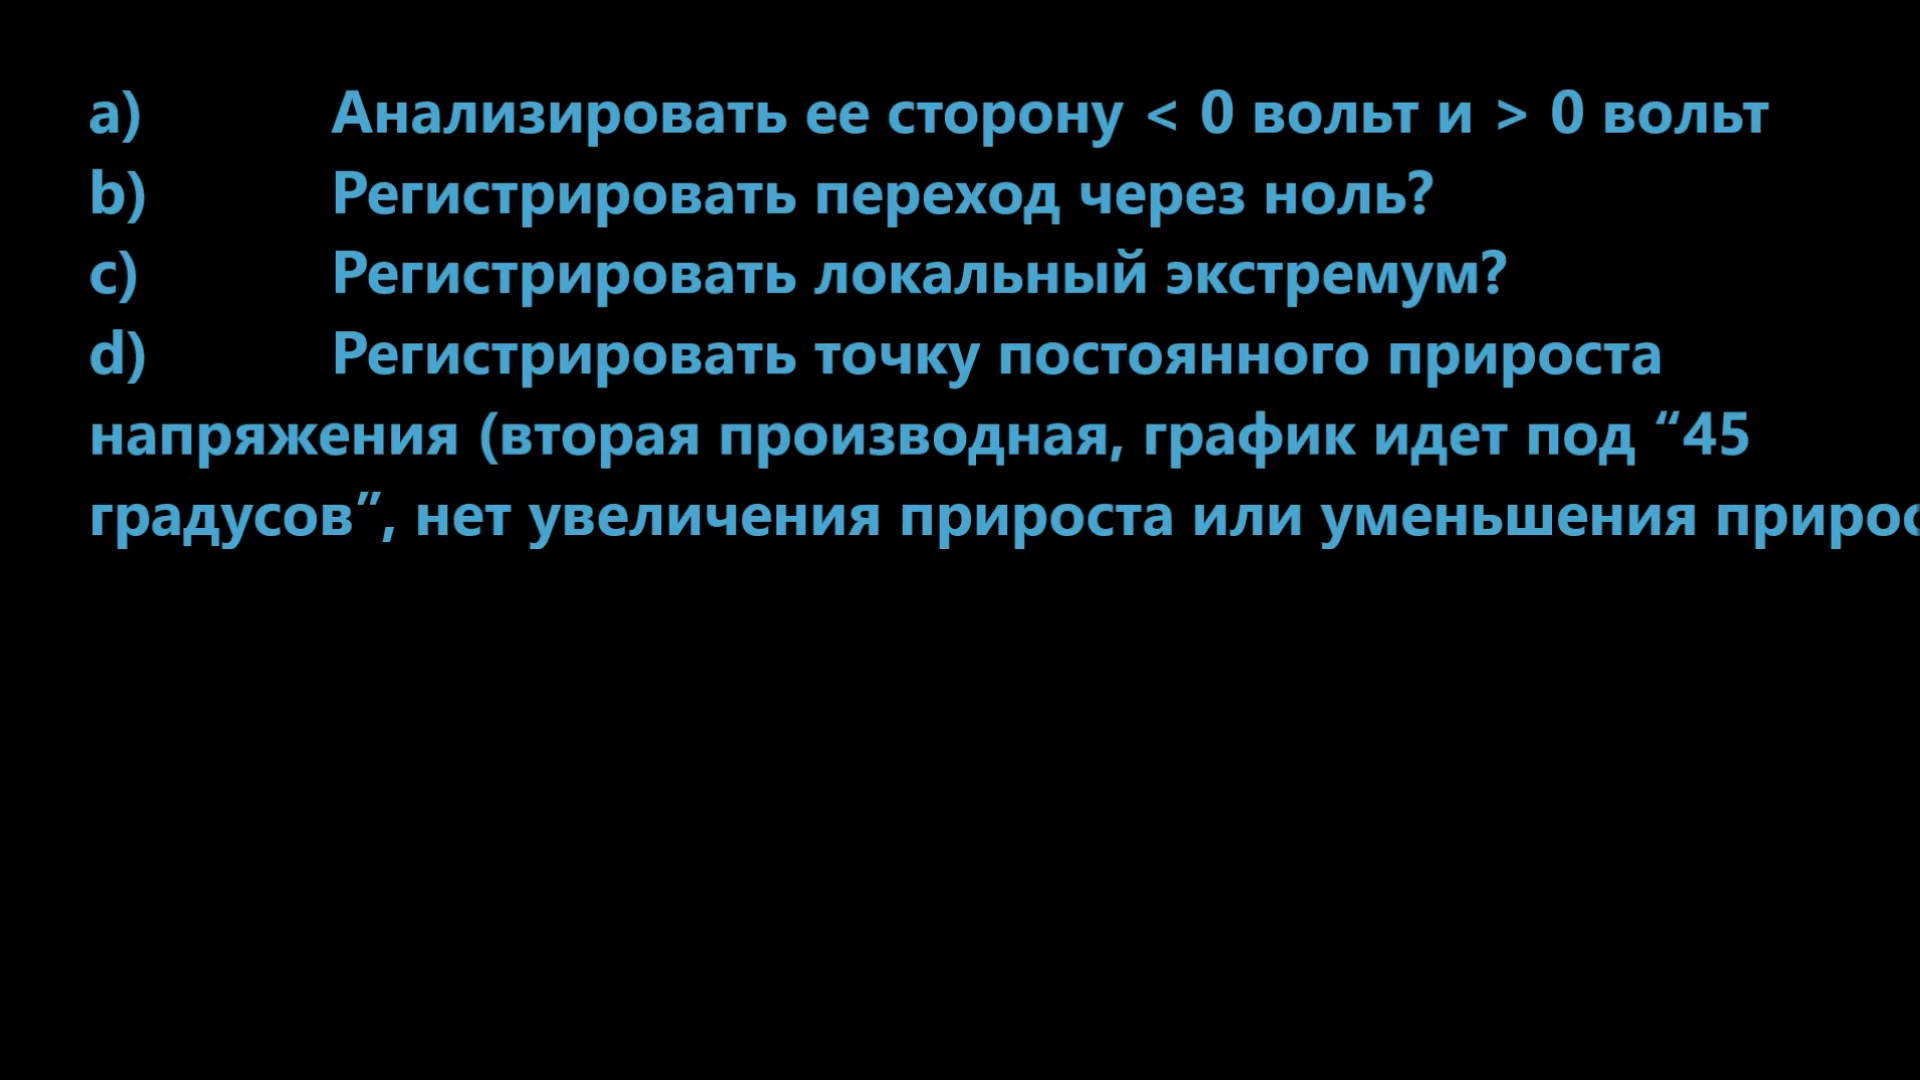 a) Анализировать ее сторону < 0 вольт и > 0 вольт
b) Регистрировать переход через ноль?
c) Регистрировать локальный экстремум?
d) Регистрировать точку постоянного прироста
напряжения (вторая производная, график идет под “45
градусов”, нет увеличения прироста или уменьшения